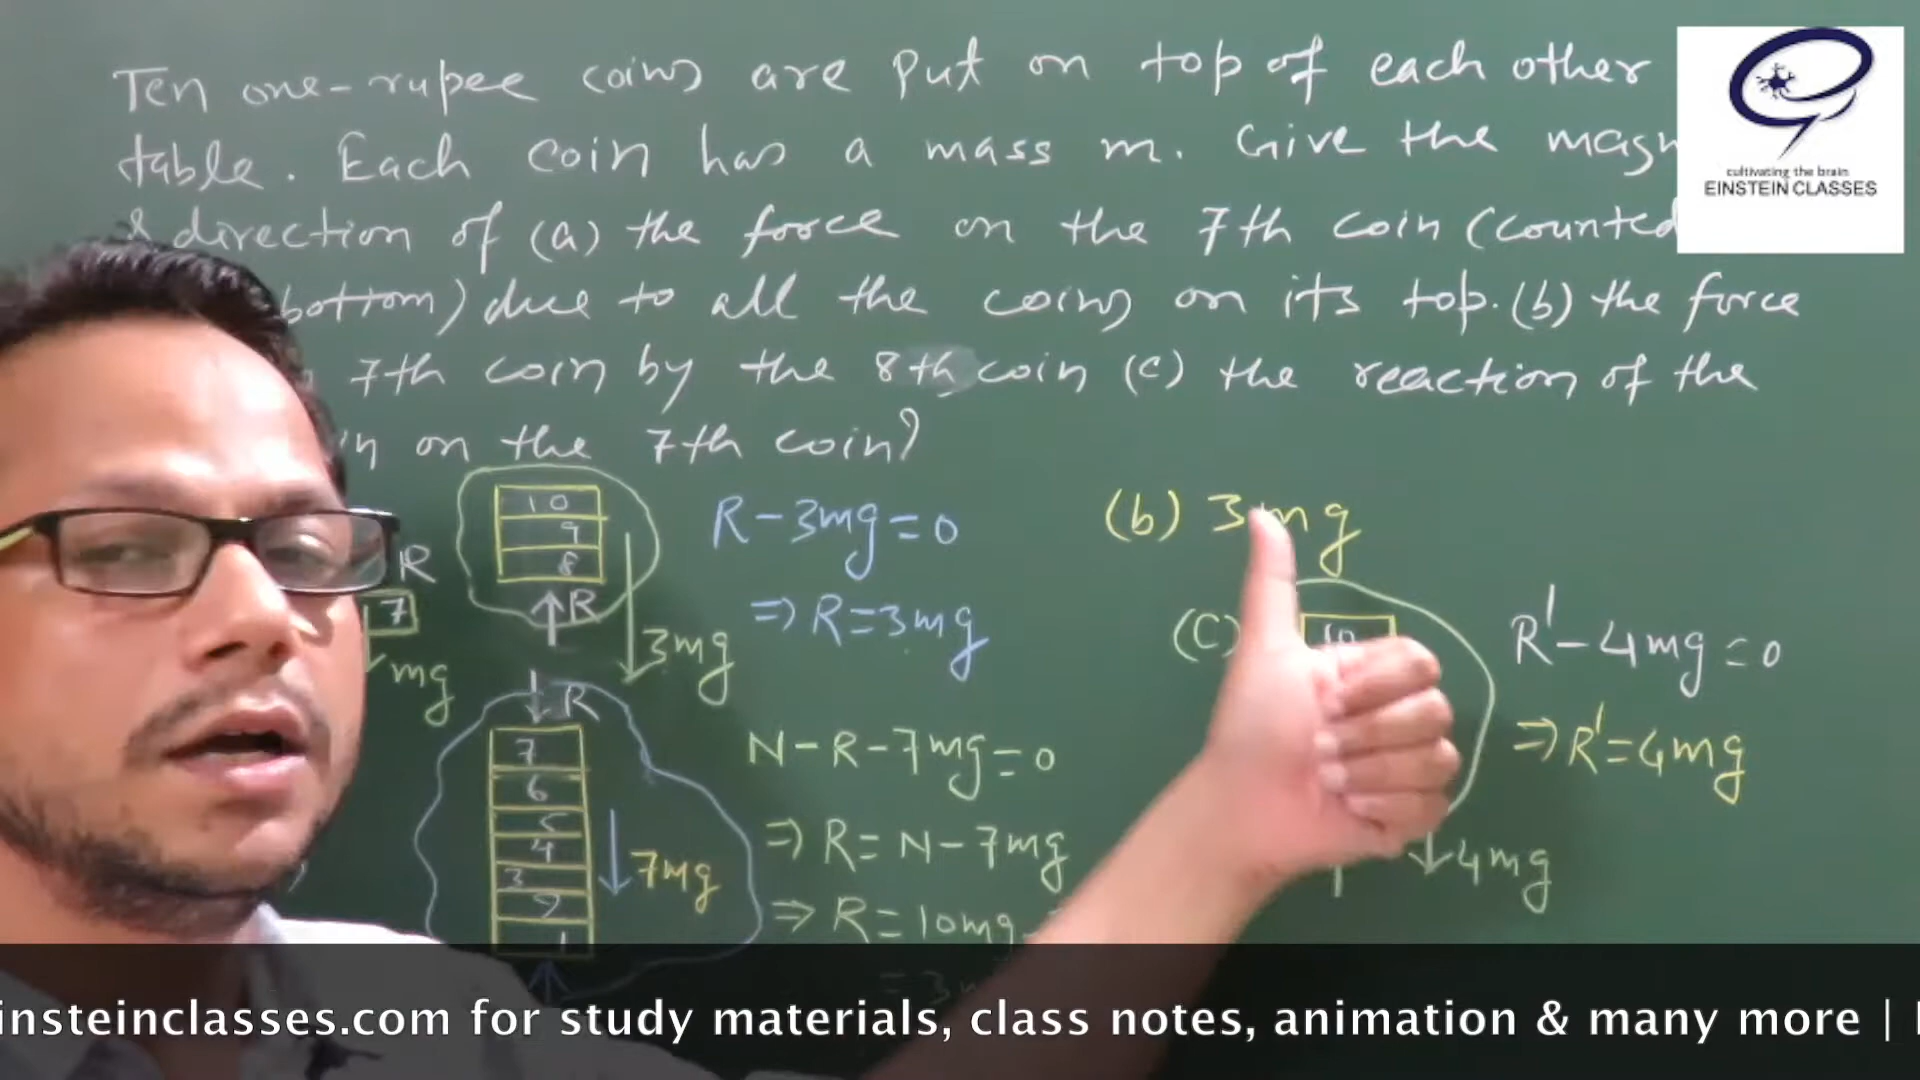 Ten one-rupee coins are put on top of each other
table. Each coin has a mass m. Give the magn
& direction of (a) the force on the 7th coin (counted
bottom) due to all the coins on its top. (b) the force
7th coin by the 8th coin (c) the reaction of the
on the 7th coin?
cultivating the brain
EINSTEIN CLASSES
10
9
8
R
3mg
R
7
mg
R - 3mg = 0
⇒ R = 3mg
R
7
6
5
4
3
2
1
7mg
N - R - 7mg = 0
⇒ R = N - 7mg
⇒ R = 10mg -
(b) 3mg
(C)
10
4mg
R' - 4mg = 0
⇒ R' = 4mg
insteinclasses.com for study materials, class notes, animation & many more |